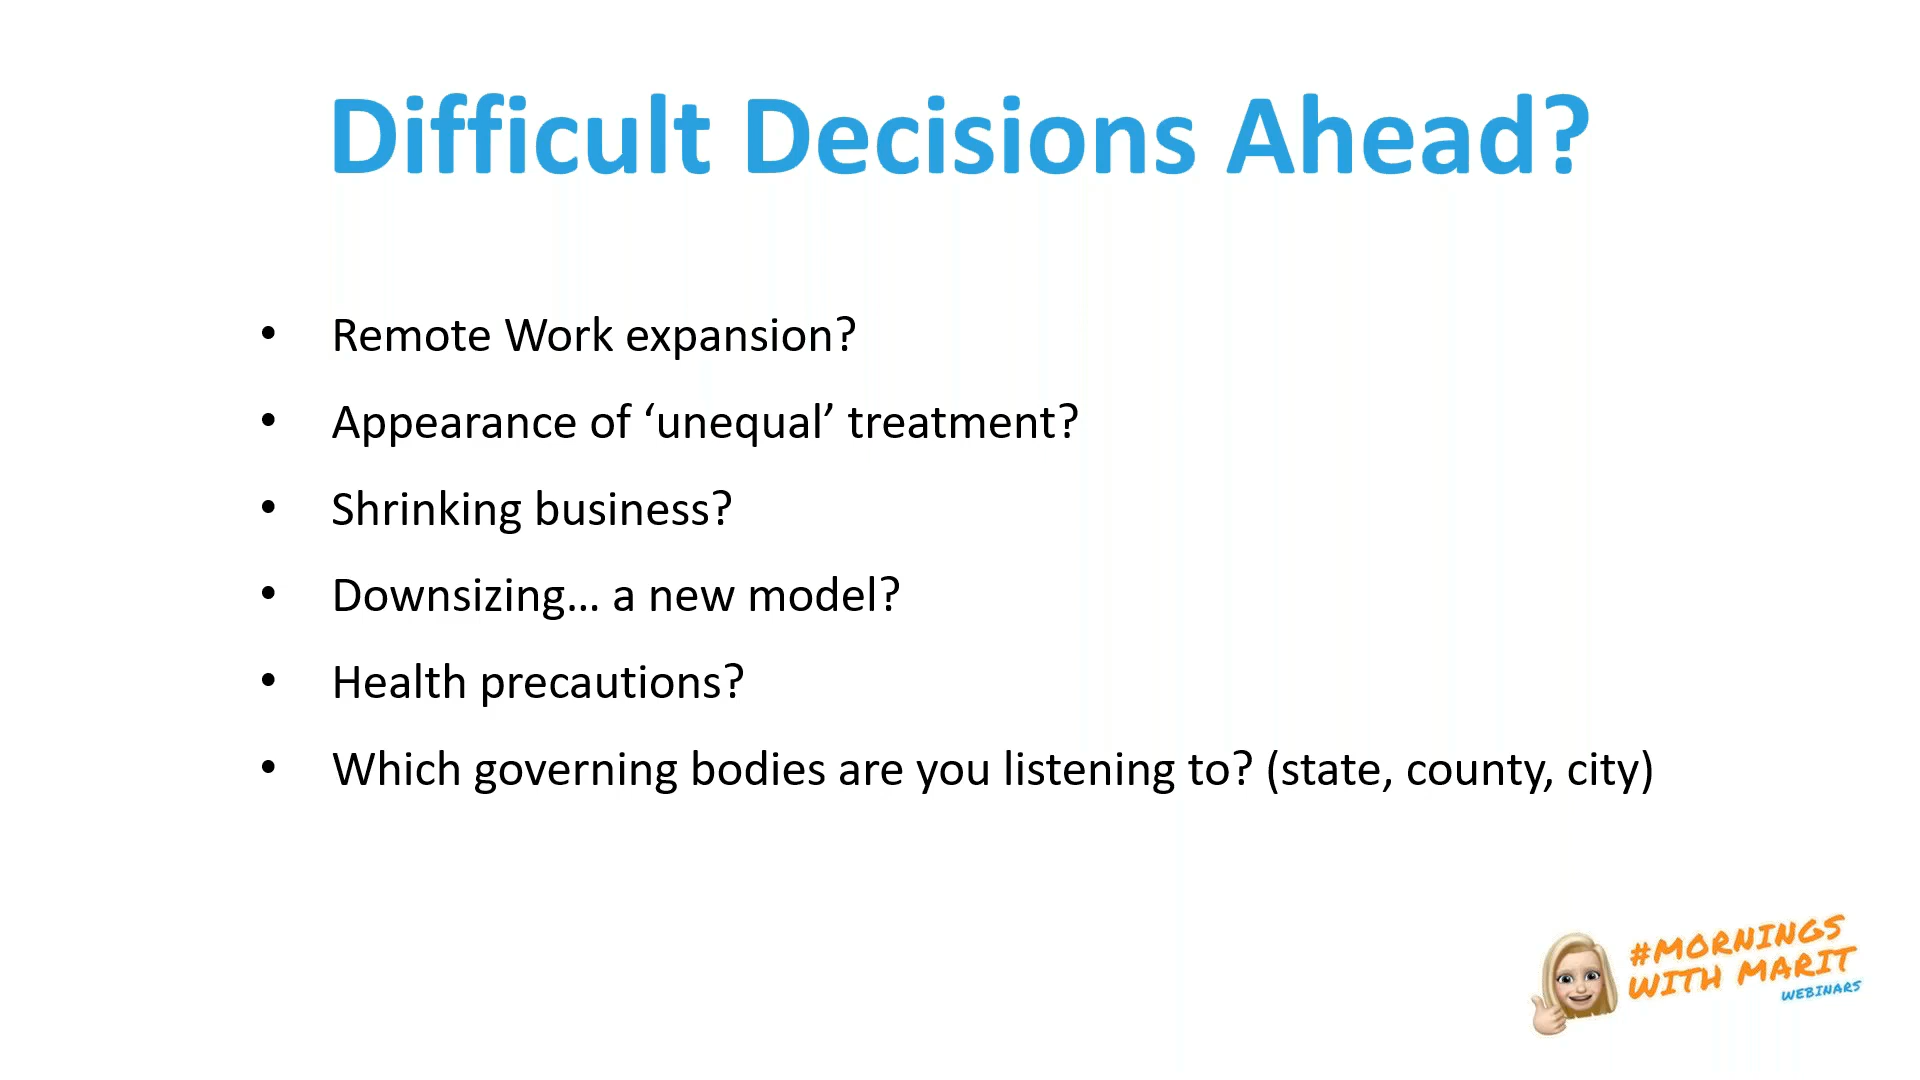 Difficult Decisions Ahead?
• Remote Work expansion?
• Appearance of ‘unequal’ treatment?
• Shrinking business?
• Downsizing... a new model?
• Health precautions?
• Which governing bodies are you listening to? (state, county, city)
#MORNINGS
WITH MARIT
WEBINARS